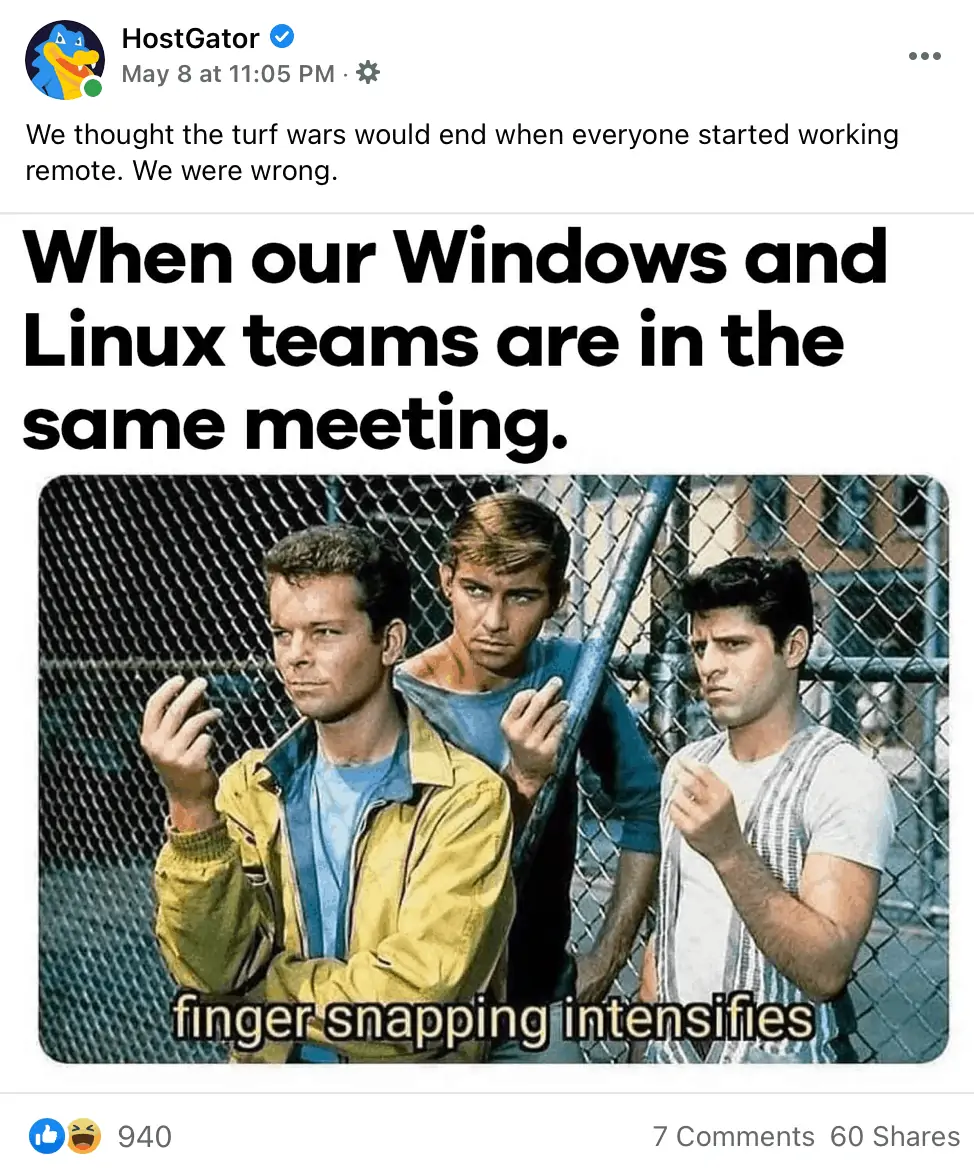 HostGator
May 8 at 11:05 PM ·
We thought the turf wars would end when everyone started working
remote. We were wrong.
When our Windows and
Linux teams are in the
same meeting.
finger snapping intensifies
940
7 Comments 60 Shares